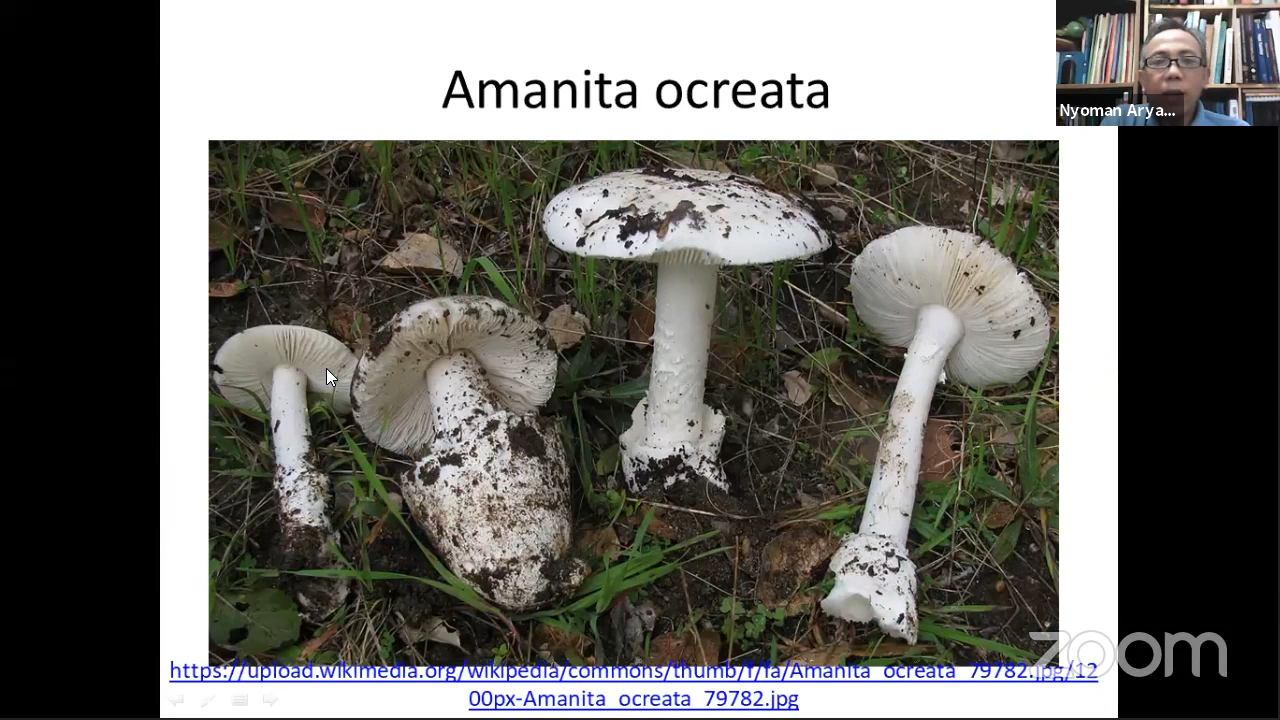 Amanita ocreata
Nyoman Arya...
https://upload.wikimedia.org/wikipedia/commons/thumb/f/fa/Amanita_ocreata_79782.jpg/12
00px-Amanita_ocreata_79782.jpg
zoom